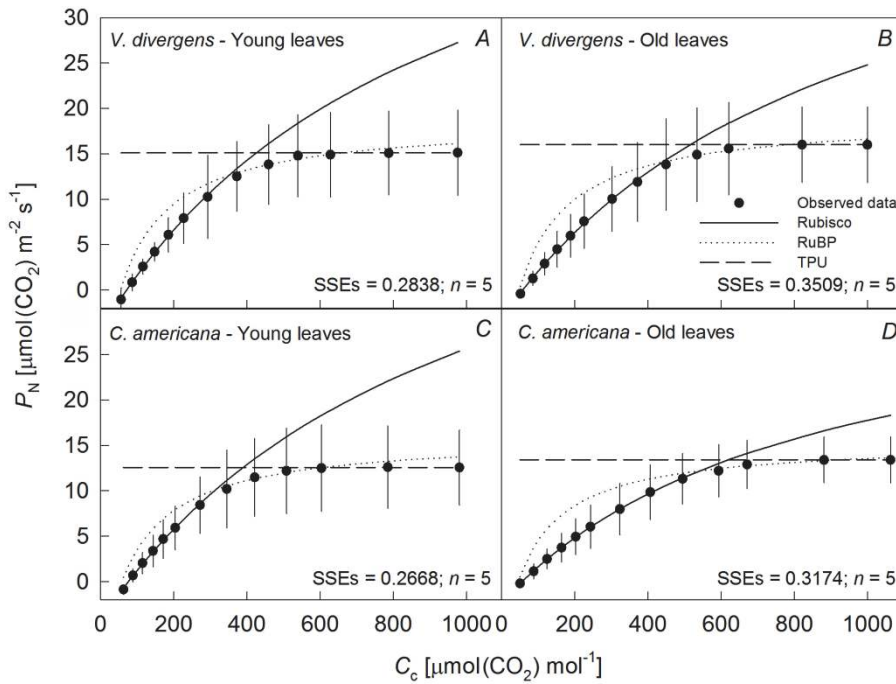 V. divergens - Young leaves
A
V. divergens - Old leaves
B
30
25
20
15
10
5
0
Observed data
Rubisco
RuBP
TPU
SSEs = 0.2838; n = 5
SSEs = 0.3509; n = 5
C. americana - Young leaves
C
C. americana - Old leaves
D
25
20
15
10
5
0
SSEs = 0.2668; n = 5
SSEs = 0.3174; n = 5
0 200 400 600 800 1000 0 200 400 600 800 1000
PN [µmol(CO2) m-2 s-1]
Cc [µmol(CO2) mol-1]